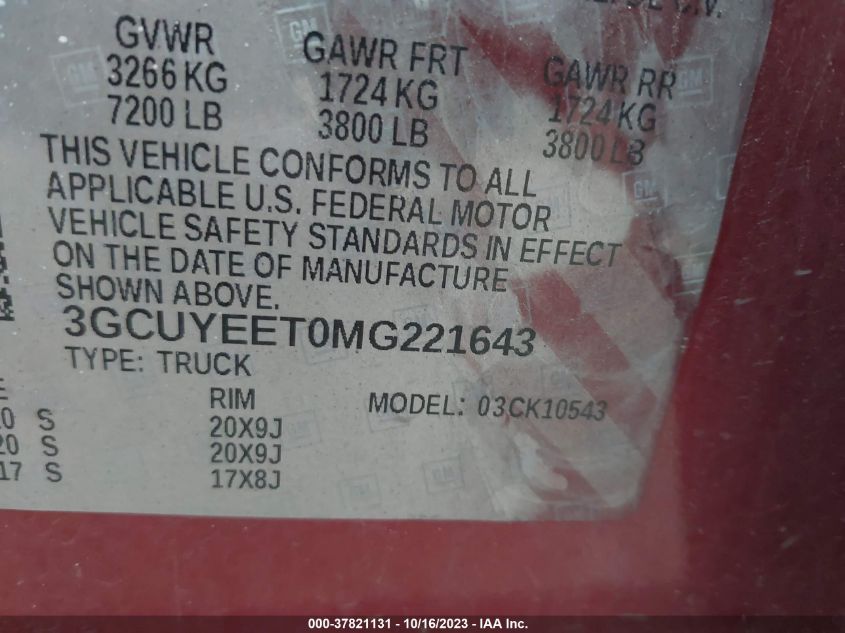 GVWR GAWR FRT GAWR RR
3266 KG 1724 KG 1724 KG
7200 LB 3800 LB 3800 LB
THIS VEHICLE CONFORMS TO ALL
APPLICABLE U.S. FEDERAL MOTOR
VEHICLE SAFETY STANDARDS IN EFFECT
ON THE DATE OF MANUFACTURE
SHOWN ABOVE.
3GCUYEET0MG221643
TYPE: TRUCK
RIM MODEL: 03CK10543
S 20X9J
20 S 20X9J
17 S 17X8J
000-37821131 - 10/16/2023 - IAA Inc.